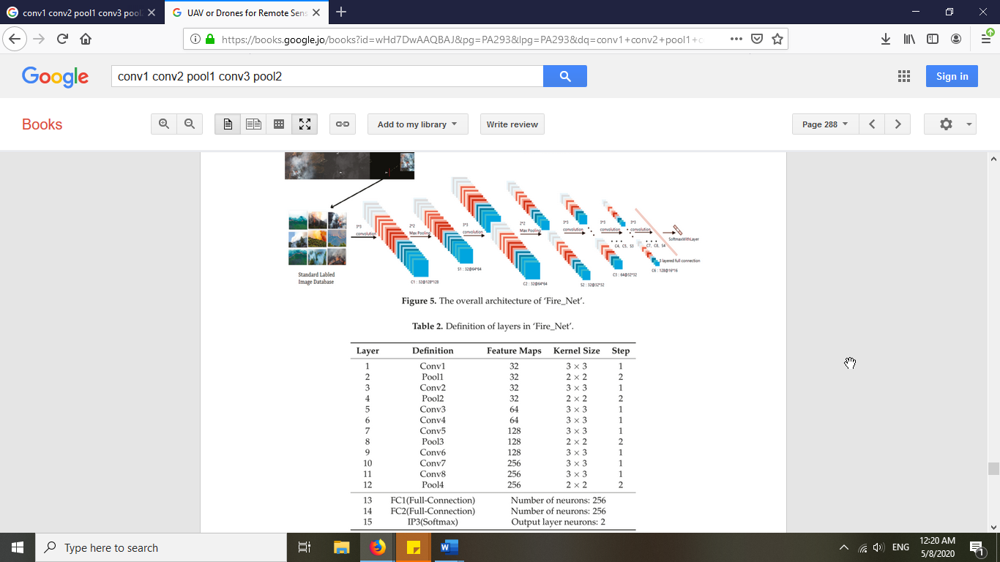 conv1 conv2 pool1 conv3 pool
UAV or Drones for Remote Sens
https://books.google.jo/books?id=wHd7DwAAQBAJ&pg=PA293&lpg=PA293&dq=conv1+conv2+pool1+c
Google
conv1 conv2 pool1 conv3 pool2
Sign in
Books
Add to my library
Write review
Page 288
3*3
convolution
2*2
Max Pooling
3*3
convolution
2*2
Max Pooling
3*3
convolution
3*3
convolution
3*3
convolution
SoftmaxWithLayer
C4, C5, S3
C7, C8, S4
3 layered full connection
Standard Labled
Image Database
C1 : 32@128*128
S1 : 32@64*64
C2 : 32@64*64
S2 : 32@32*32
C3 : 64@32*32
C6 : 128@16*16
Figure 5. The overall architecture of 'Fire_Net'.
Table 2. Definition of layers in 'Fire_Net'.
Layer Definition Feature Maps Kernel Size Step
1 Conv1 32 3 × 3 1
2 Pool1 32 2 × 2 2
3 Conv2 32 3 × 3 1
4 Pool2 32 2 × 2 2
5 Conv3 64 3 × 3 1
6 Conv4 64 3 × 3 1
7 Conv5 128 3 × 3 1
8 Pool3 128 2 × 2 2
9 Conv6 128 3 × 3 1
10 Conv7 256 3 × 3 1
11 Conv8 256 3 × 3 1
12 Pool4 256 2 × 2 2
13 FC1(Full-Connection) Number of neurons: 256
14 FC2(Full-Connection) Number of neurons: 256
15 IP3(Softmax) Output layer neurons: 2
Type here to search
ENG
12:20 AM
5/8/2020
1